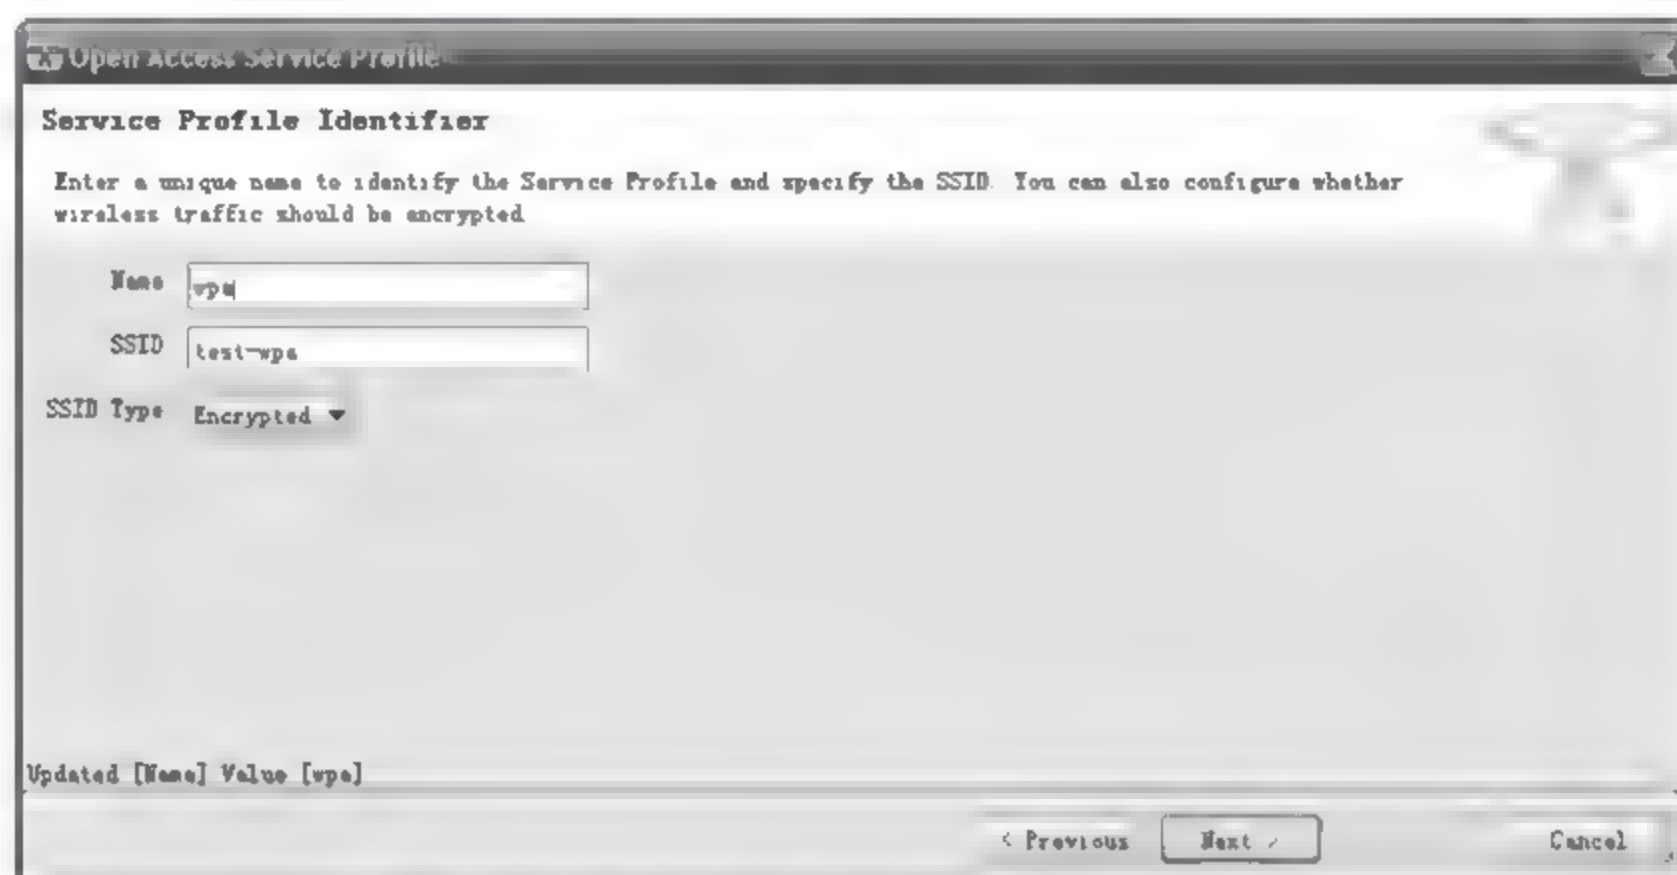 Open Access Service Profile
Service Profile Identifier
Enter a unique name to identify the Service Profile and specify the SSID. You can also configure whether
wireless traffic should be encrypted
Name wpa
SSID test-wpa
SSID Type Encrypted
Updated [Name] Value [wpa]
< Previous Next > Cancel